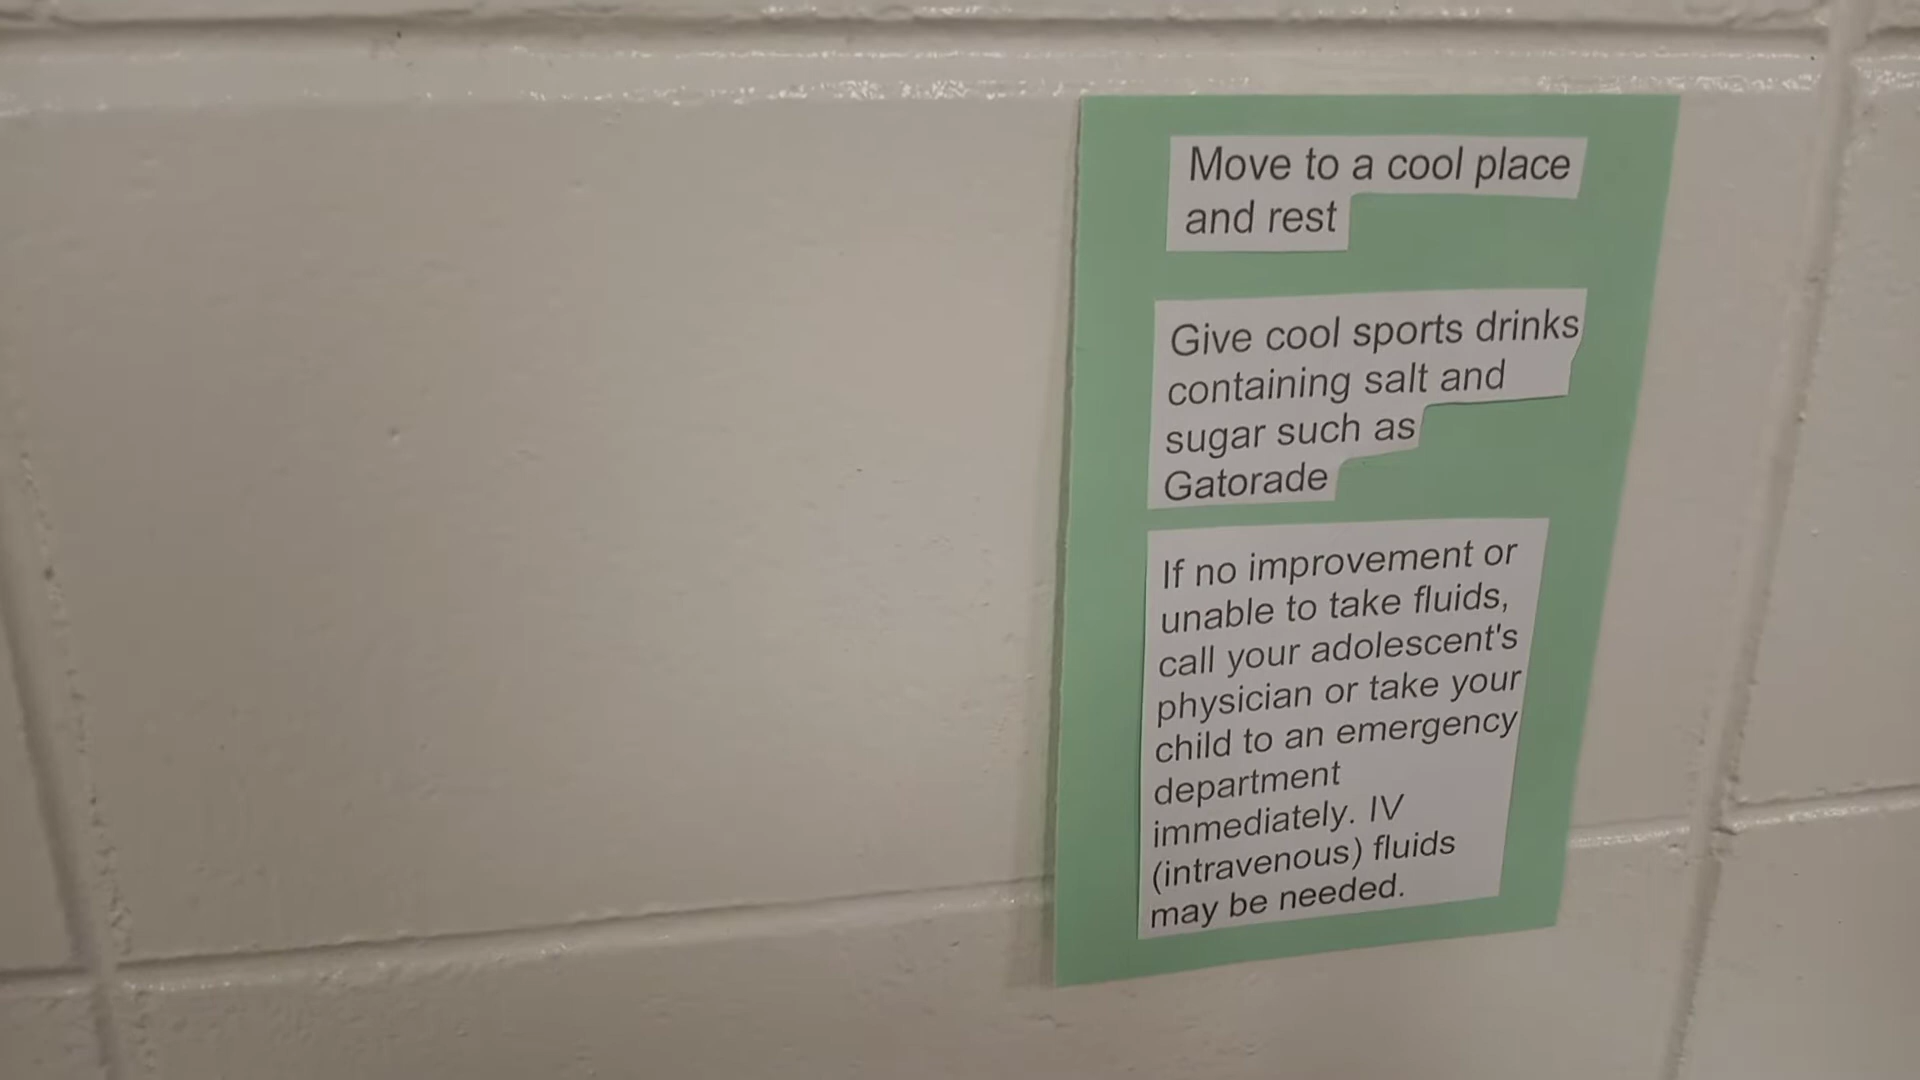 Move to a cool place
and rest
Give cool sports drinks
containing salt and
sugar such as
Gatorade
If no improvement or
unable to take fluids,
call your adolescent's
physician or take your
child to an emergency
department
immediately. IV
(intravenous) fluids
may be needed.